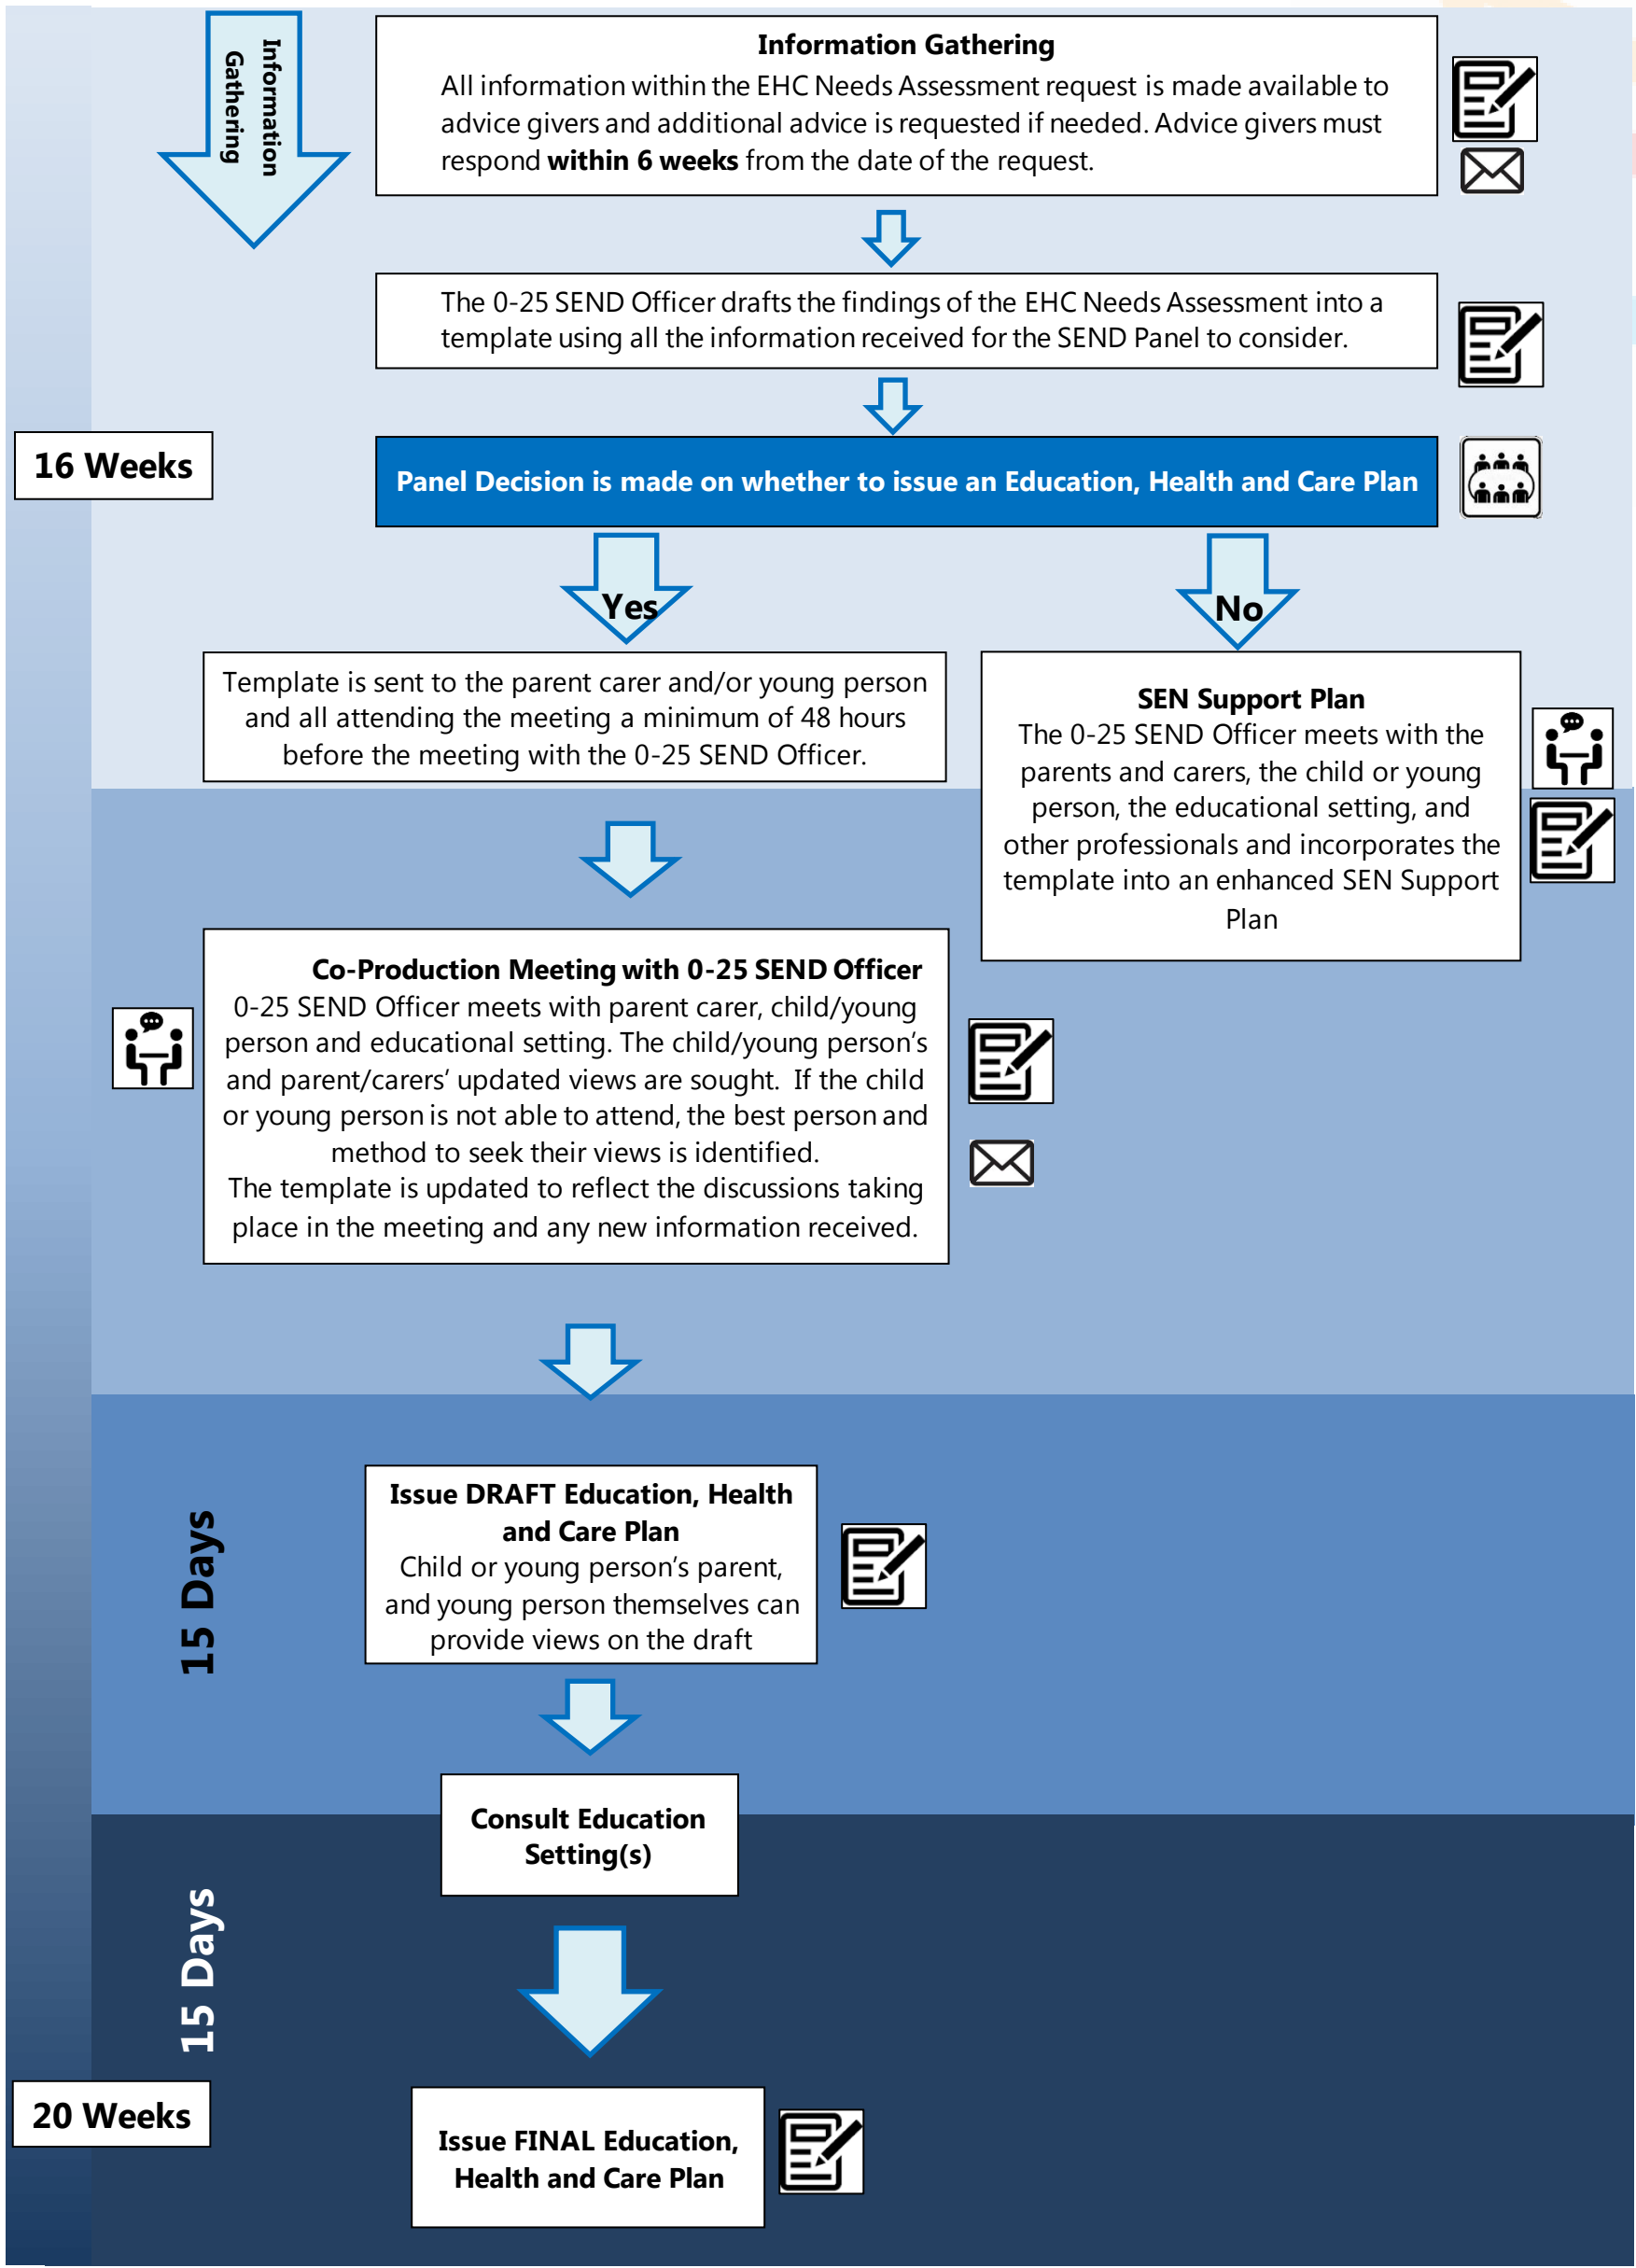 Information
Gathering
Information Gathering
All information within the EHC Needs Assessment request is made available to
advice givers and additional advice is requested if needed. Advice givers must
respond within 6 weeks from the date of the request.
The 0-25 SEND Officer drafts the findings of the EHC Needs Assessment into a
template using all the information received for the SEND Panel to consider.
16 Weeks
Panel Decision is made on whether to issue an Education, Health and Care Plan
Yes
No
Template is sent to the parent carer and/or young person
and all attending the meeting a minimum of 48 hours
before the meeting with the 0-25 SEND Officer.
SEN Support Plan
The 0-25 SEND Officer meets with the
parents and carers, the child or young
person, the educational setting, and
other professionals and incorporates the
template into an enhanced SEN Support
Plan
Co-Production Meeting with 0-25 SEND Officer
0-25 SEND Officer meets with parent carer, child/young
person and educational setting. The child/young person's
and parent/carers' updated views are sought. If the child
or young person is not able to attend, the best person and
method to seek their views is identified.
The template is updated to reflect the discussions taking
place in the meeting and any new information received.
15 Days
Issue DRAFT Education, Health
and Care Plan
Child or young person's parent,
and young person themselves can
provide views on the draft
Consult Education
Setting(s)
15 Days
20 Weeks
Issue FINAL Education,
Health and Care Plan